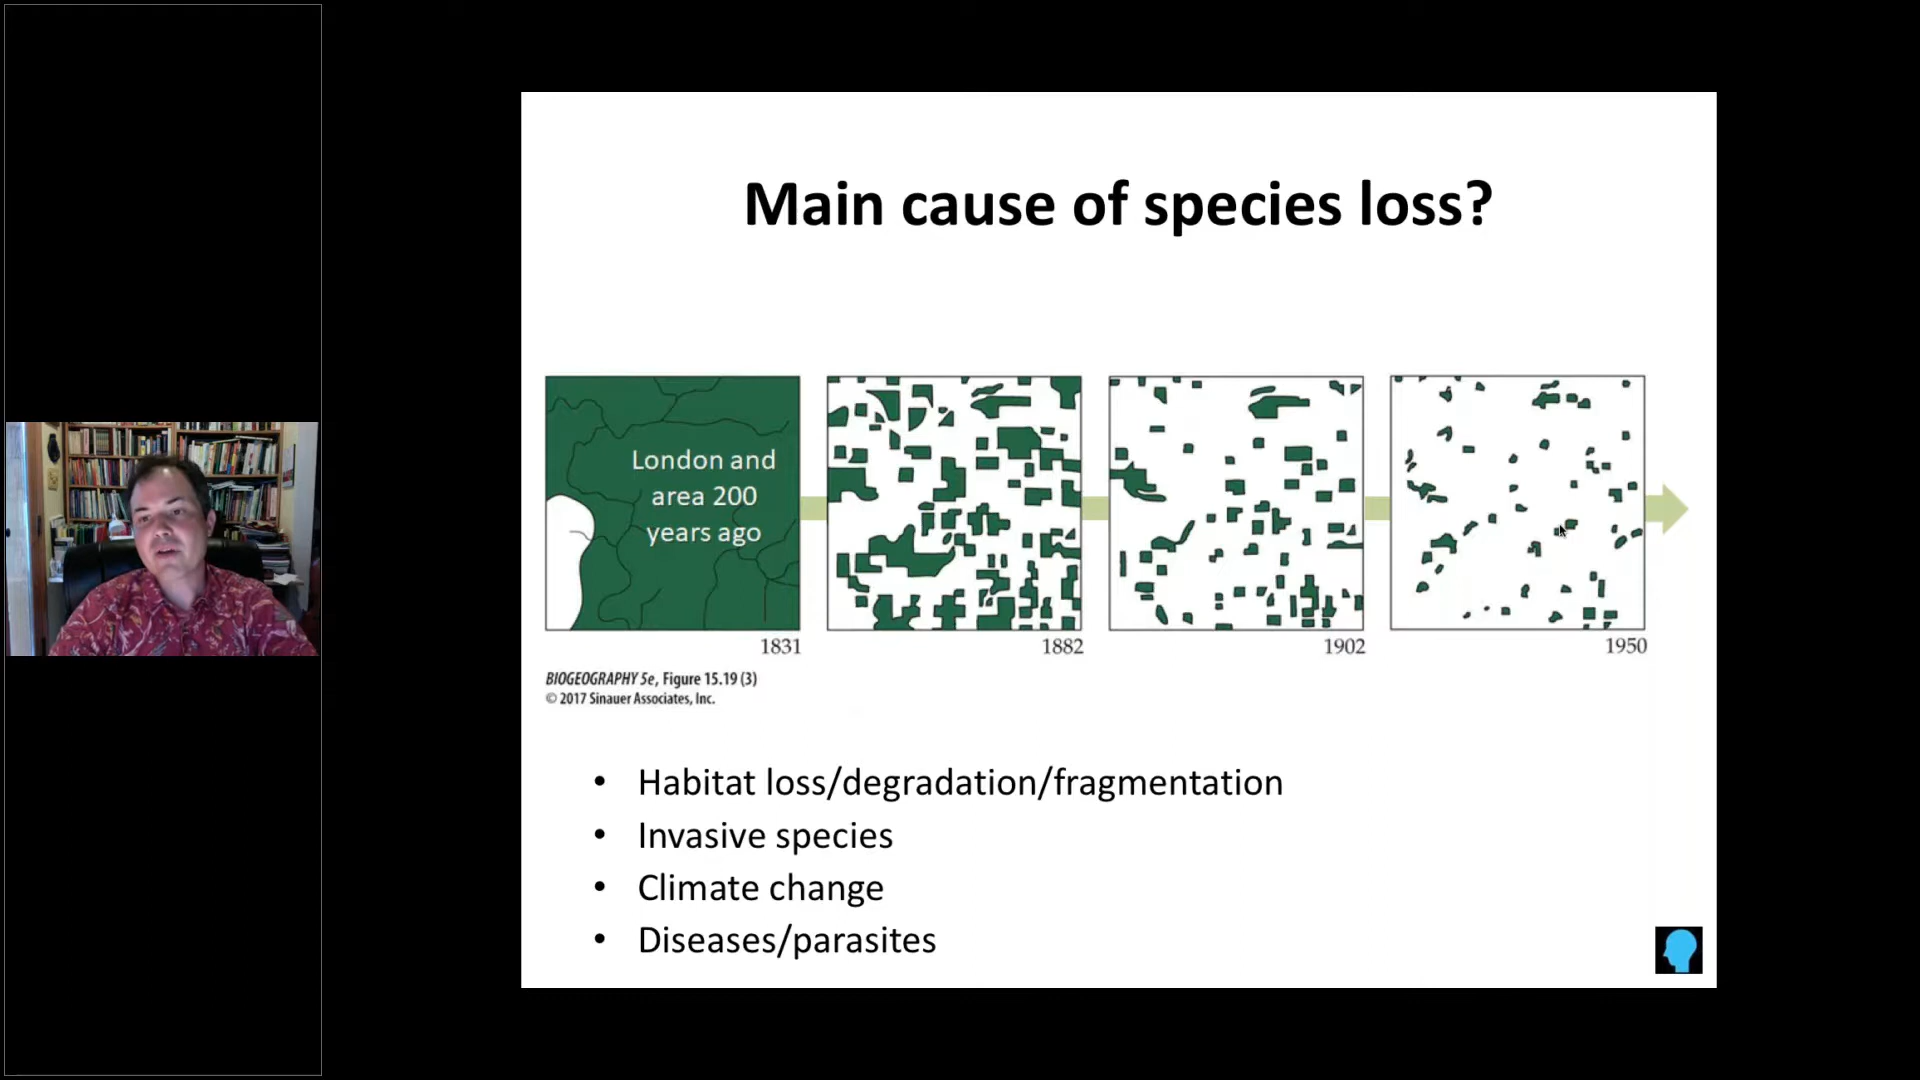 Main cause of species loss?
London and
area 200
years ago
1831
1882
1902
1950
BIOGEOGRAPHY 5e, Figure 15.19 (3)
© 2017 Sinauer Associates, Inc.
• Habitat loss/degradation/fragmentation
• Invasive species
• Climate change
• Diseases/parasites